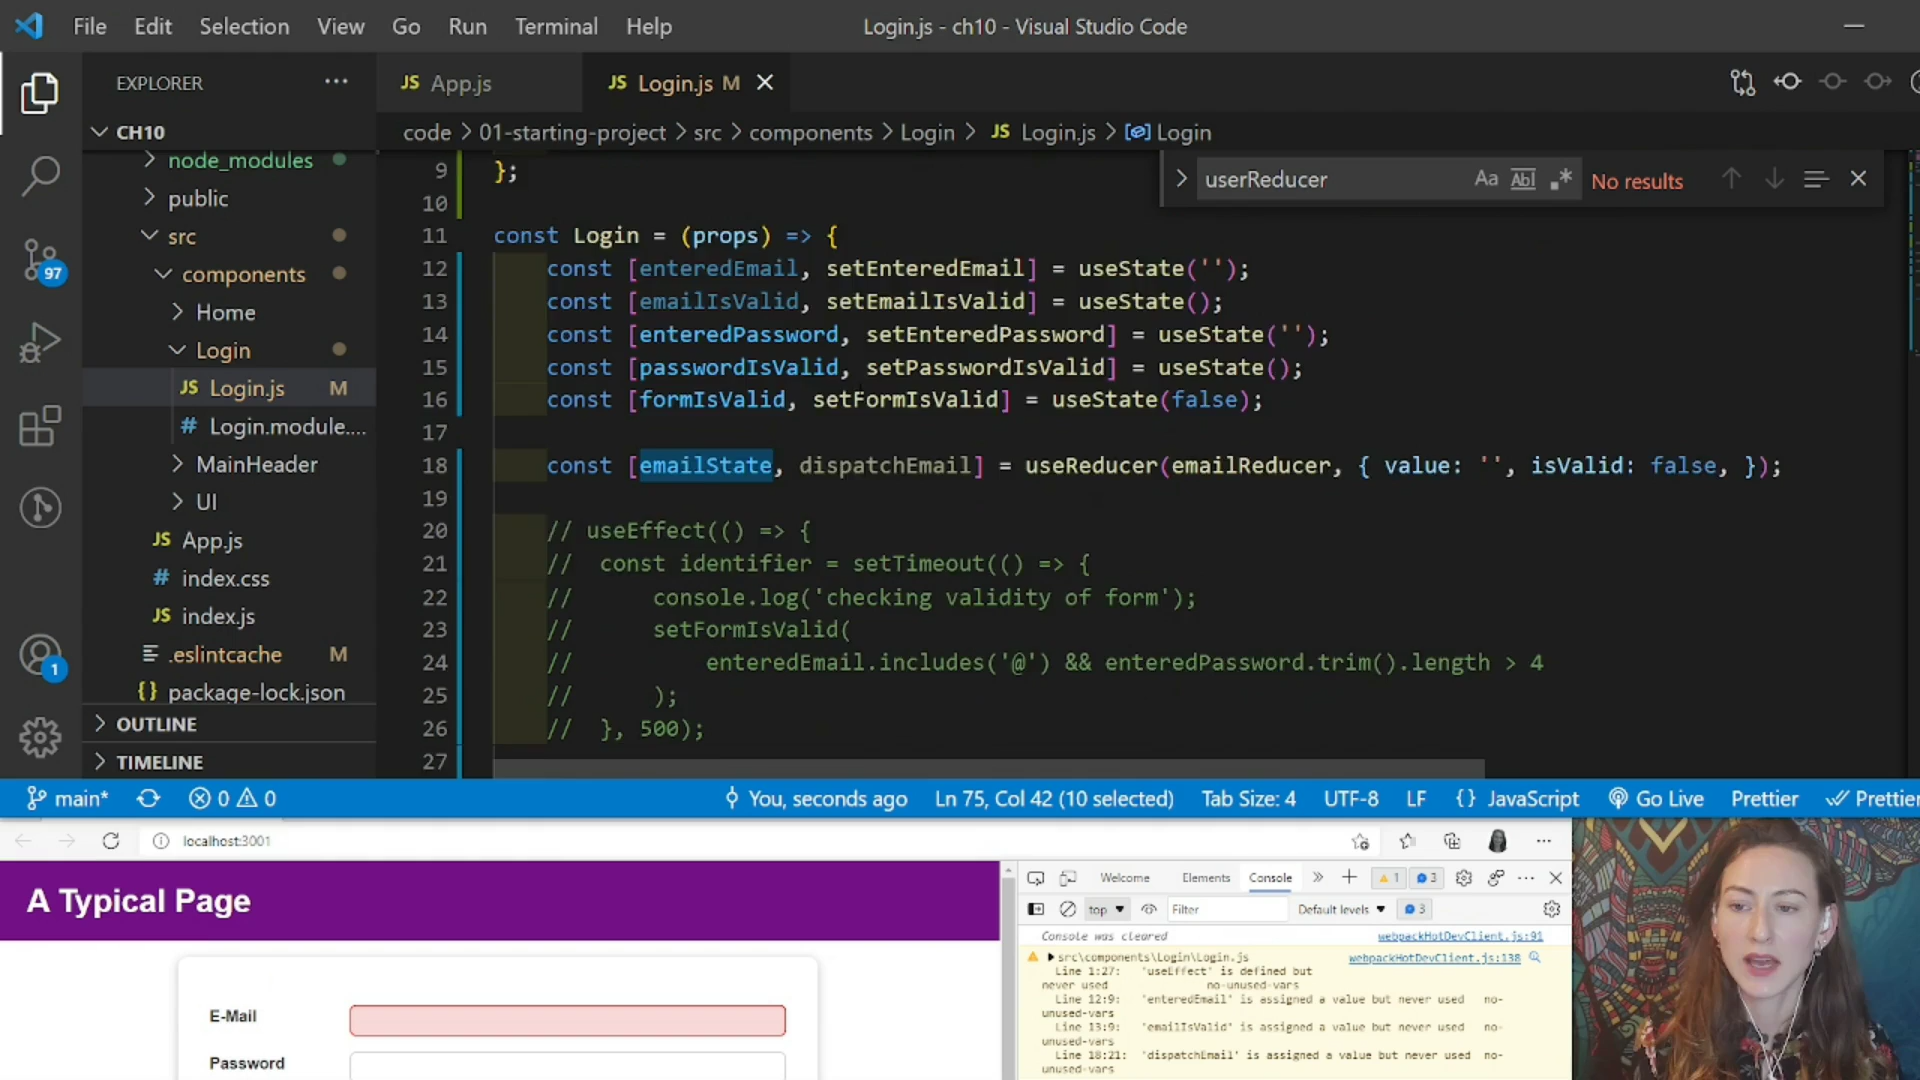 File Edit Selection View Go Run Terminal Help
Login.js - ch10 - Visual Studio Code
EXPLORER
JS App.js
JS Login.js M
CH10
code > 01-starting-project > src > components > Login > JS Login.js > Login
node_modules
public
src
components
Home
Login
JS Login.js M
# Login.module....
MainHeader
UI
JS App.js
# index.css
JS index.js
.eslintcache M
{} package-lock.json
OUTLINE
TIMELINE
97
1
userReducer
Aa
Abl
No results
9 };
10
11 const Login = (props) => {
12 const [enteredEmail, setEnteredEmail] = useState('');
13 const [emailIsValid, setEmailIsValid] = useState();
14 const [enteredPassword, setEnteredPassword] = useState('');
15 const [passwordIsValid, setPasswordIsValid] = useState();
16 const [formIsValid, setFormIsValid] = useState(false);
17
18 const [emailState, dispatchEmail] = useReducer(emailReducer, { value: '', isValid: false, });
19
20 // useEffect(() => {
21 // const identifier = setTimeout(() => {
22 // console.log('checking validity of form');
23 // setFormIsValid(
24 // enteredEmail.includes('@') && enteredPassword.trim().length > 4
25 // );
26 // }, 500);
27
main* 0 0 You, seconds ago Ln 75, Col 42 (10 selected) Tab Size: 4 UTF-8 LF {} JavaScript Go Live Prettier Prettier
localhost:3001
A Typical Page
E-Mail
Password
Welcome Elements Console 1 3
top Filter Default levels 3
Console was cleared webpackHotDevClient.js:91
src\components\Login\Login.js webpackHotDevClient.js:138
Line 1:27: 'useEffect' is defined but
never used no-unused-vars
Line 12:9: 'enteredEmail' is assigned a value but never used no-
unused-vars
Line 13:9: 'emailIsValid' is assigned a value but never used no-
unused-vars
Line 18:21: 'dispatchEmail' is assigned a value but never used no-
unused-vars